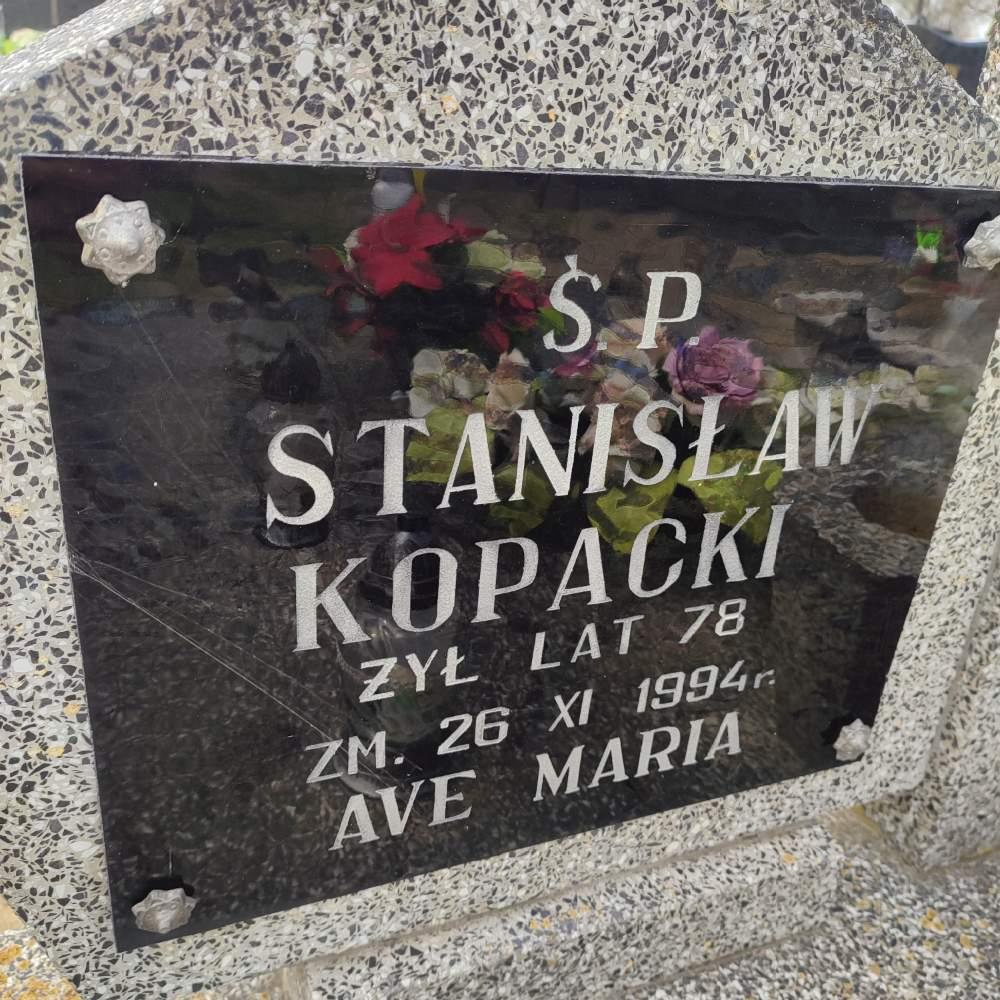 Ś. P.
STANISŁAW
KOPACKI
ŻYŁ LAT 78
ZM. 26 XI 1994r.
AVE MARIA